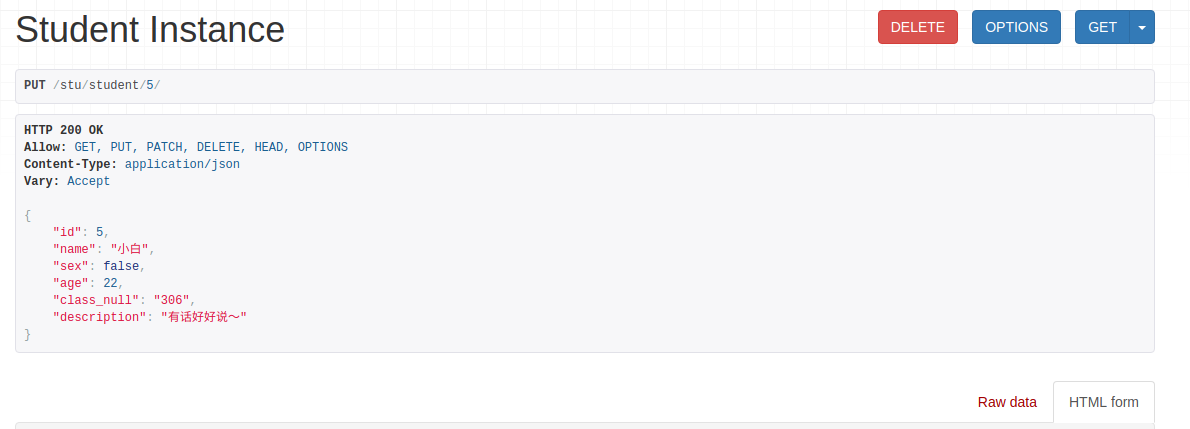 Student Instance
DELETE OPTIONS GET
PUT /stu/student/5/
HTTP 200 OK
Allow: GET, PUT, PATCH, DELETE, HEAD, OPTIONS
Content-Type: application/json
Vary: Accept
{
    "id": 5,
    "name": "小白",
    "sex": false,
    "age": 22,
    "class_null": "306",
    "description": "有话好好说~"
}
Raw data HTML form